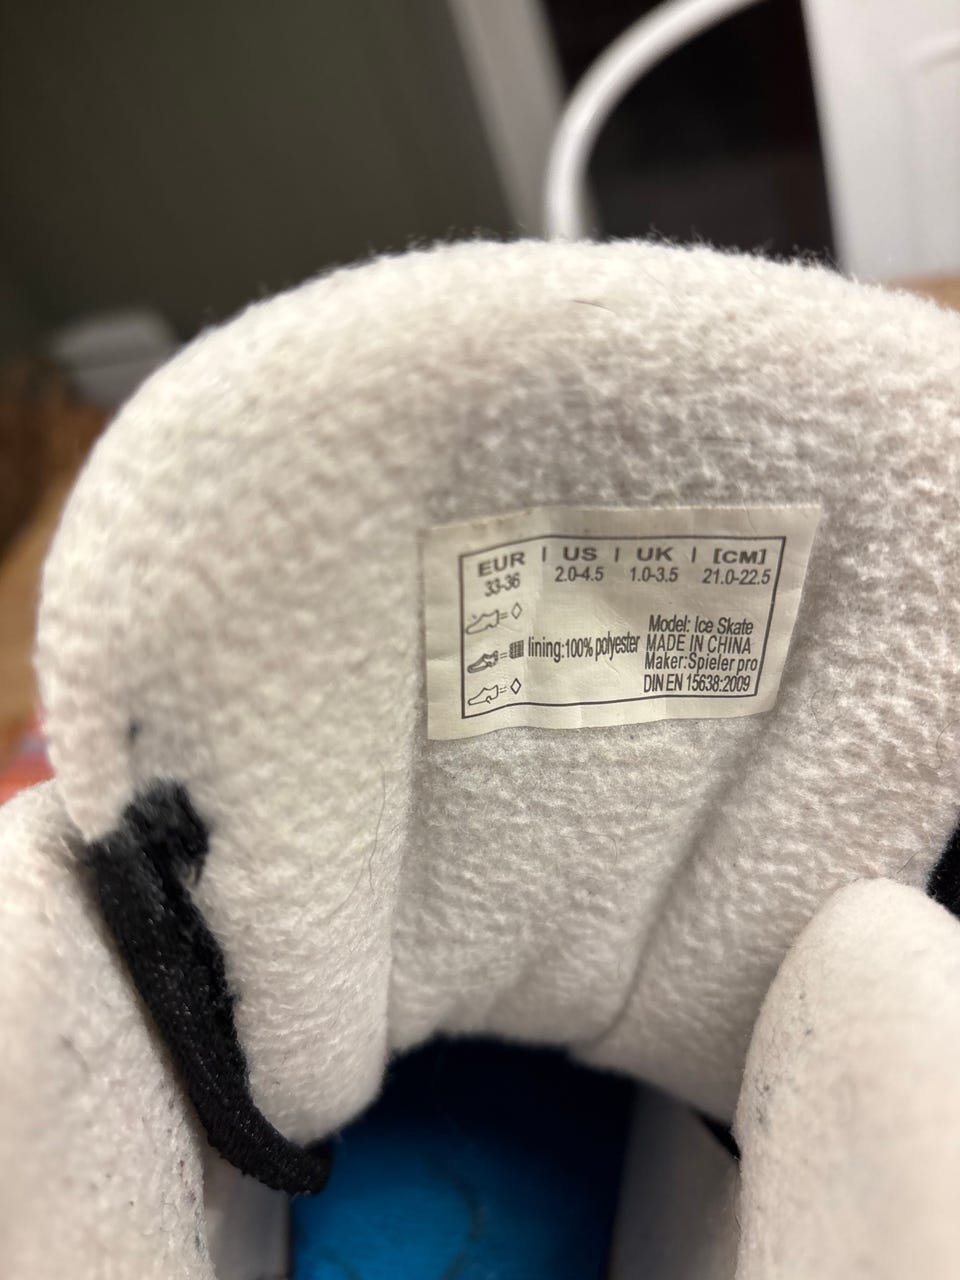 EUR | US | UK | [CM]
33-36 2.0-4.5 1.0-3.5 21.0-22.5
lining:100% polyester
Model: Ice Skate
MADE IN CHINA
Maker:Spieler pro
DIN EN 15638:2009